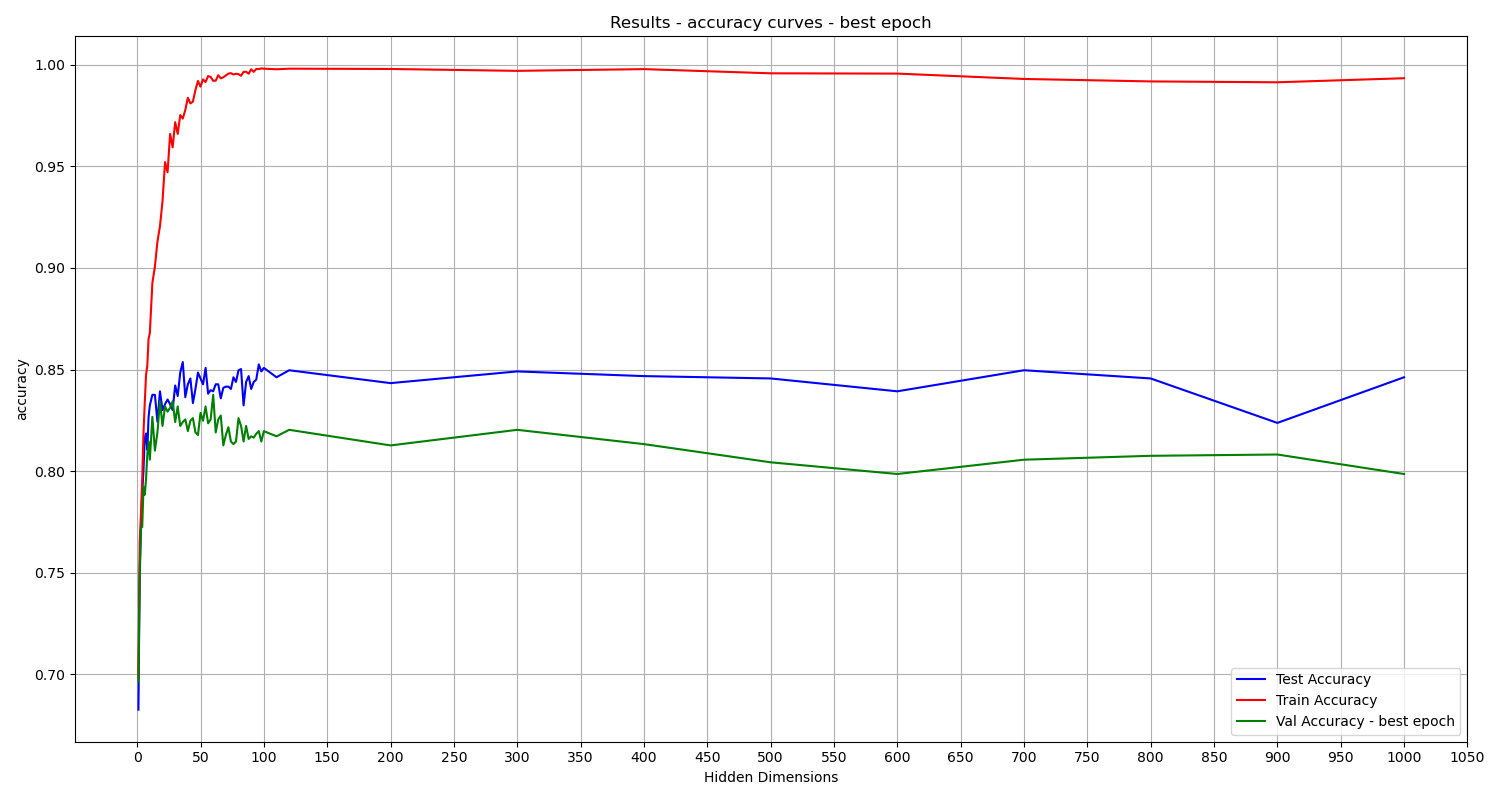 Results - accuracy curves - best epoch
accuracy
1.00
0.95
0.90
0.85
0.80
0.75
0.70
Test Accuracy
Train Accuracy
Val Accuracy - best epoch
0 50 100 150 200 250 300 350 400 450 500 550 600 650 700 750 800 850 900 950 1000 1050
Hidden Dimensions